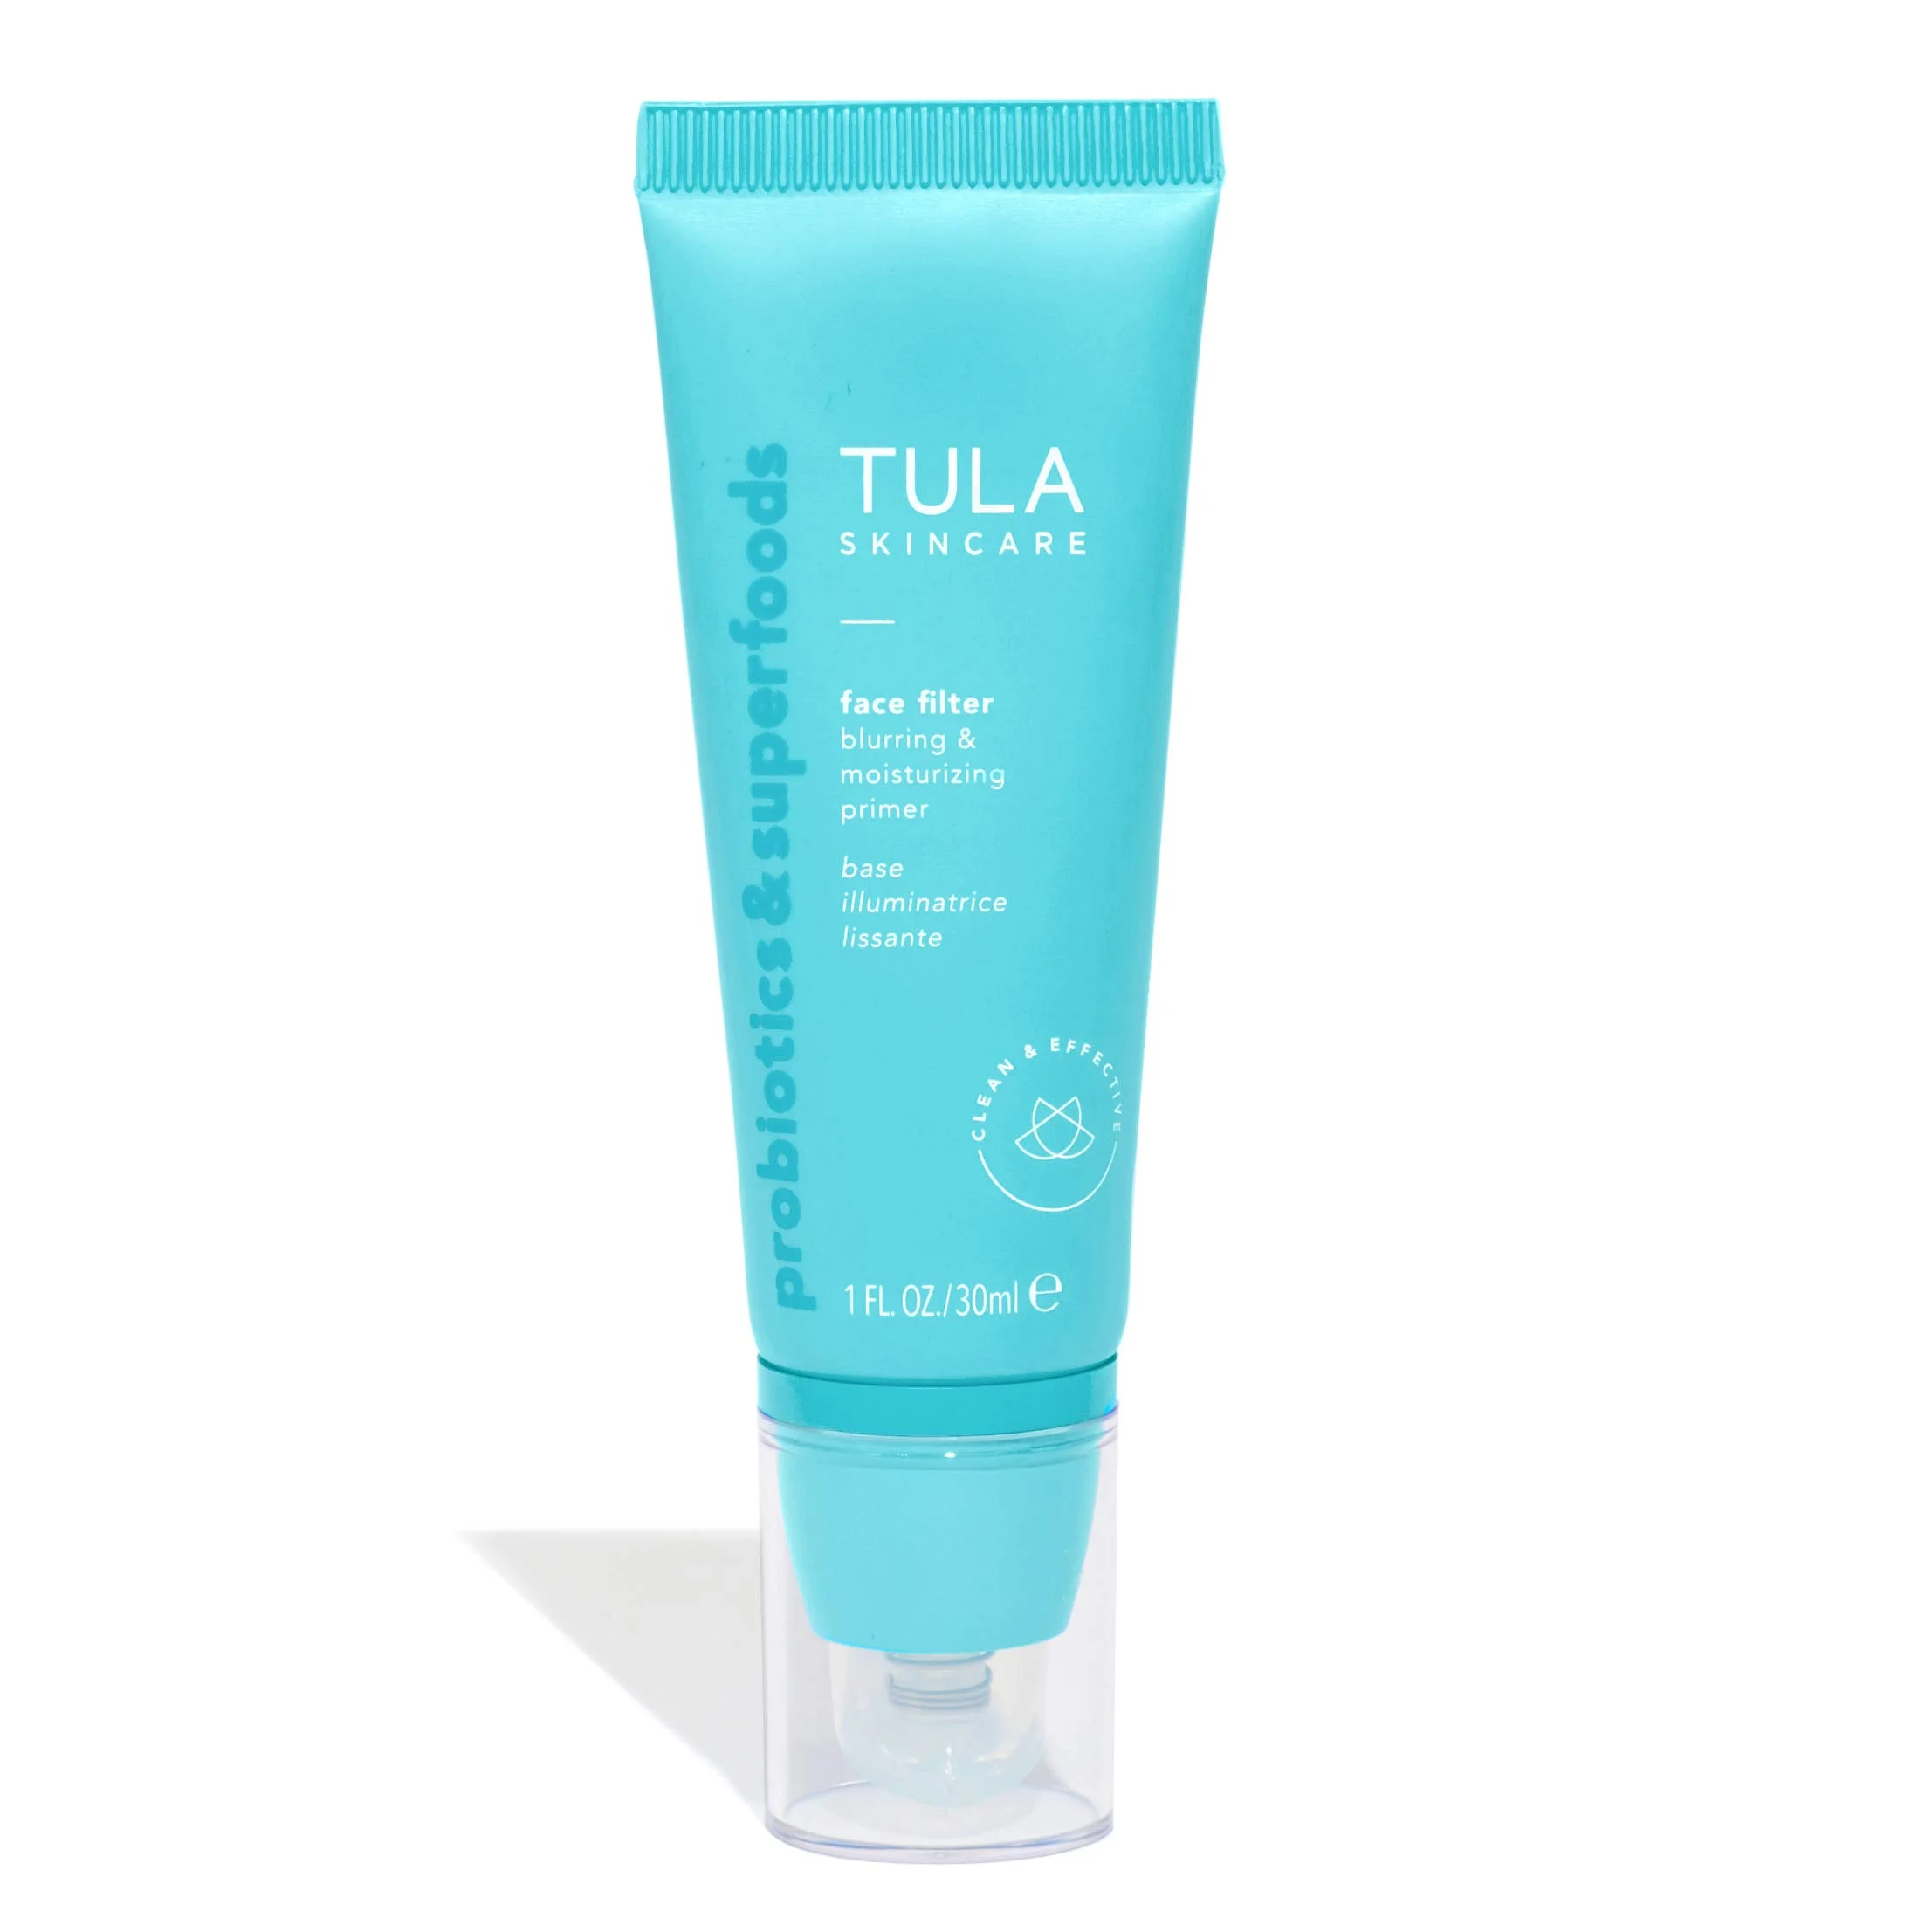 TULA
SKINCARE
face filter
blurring &
moisturizing
primer
base
illuminatrice
lissante
CLEAN & EFFECTIVE
1 FL. OZ./30ml e
probiotics & superfoods